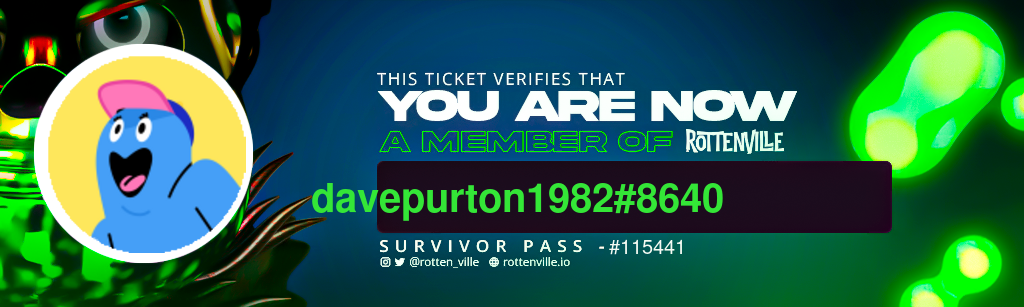 THIS TICKET VERIFIES THAT
YOU ARE NOW
A MEMBER OF ROTTENVILLE
davepurton1982#8640
SURVIVOR PASS - #115441
@rotten_ville rottenville.io